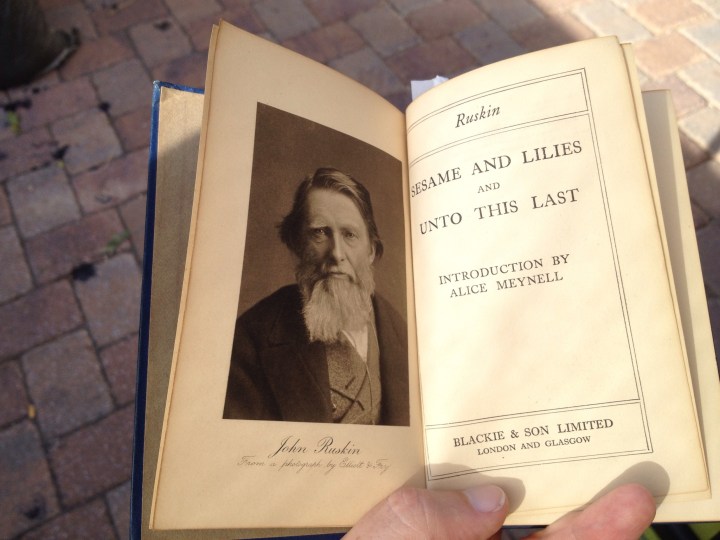 John Ruskin
From a photograph by Elliott & Fry
Ruskin
SESAME AND LILIES
AND
UNTO THIS LAST
INTRODUCTION BY
ALICE MEYNELL
BLACKIE & SON LIMITED
LONDON AND GLASGOW